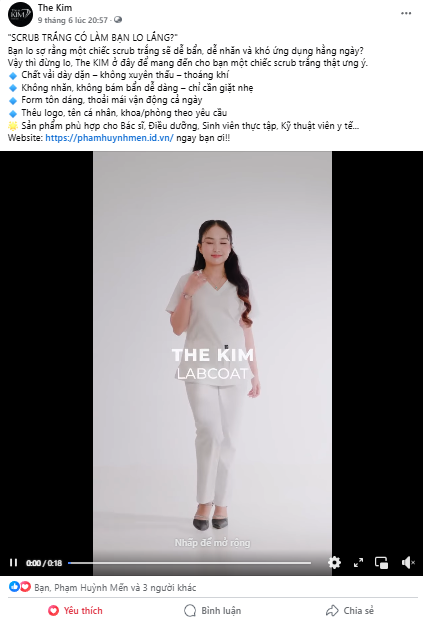 The Kim
9 tháng 6 lúc 20:57
"SCRUB TRẮNG CÓ LÀM BẠN LO LẮNG?"
Bạn lo sợ rằng một chiếc scrub trắng sẽ dễ bẩn, dễ nhăn và khó ứng dụng hằng ngày?
Vậy thì đừng lo, The KIM ở đây để mang đến cho bạn một chiếc scrub trắng thật ưng ý.
Chất vải dày dặn – không xuyên thấu – thoáng khí
Không nhăn, không bám bẩn dễ dàng – chỉ cần giặt nhẹ
Form tôn dáng, thoải mái vận động cả ngày
Thêu logo, tên cá nhân, khoa/phòng theo yêu cầu
Sản phẩm phù hợp cho Bác sĩ, Điều dưỡng, Sinh viên thực tập, Kỹ thuật viên y tế...
Website: https://phamhuynhmen.id.vn/ ngay bạn ơi!!
THE KIM
LABCOAT
Nhấp để mở rộng
0:00 / 0:18
Bạn, Phạm Huỳnh Mến và 3 người khác
Yêu thích
Bình luận
Chia sẻ